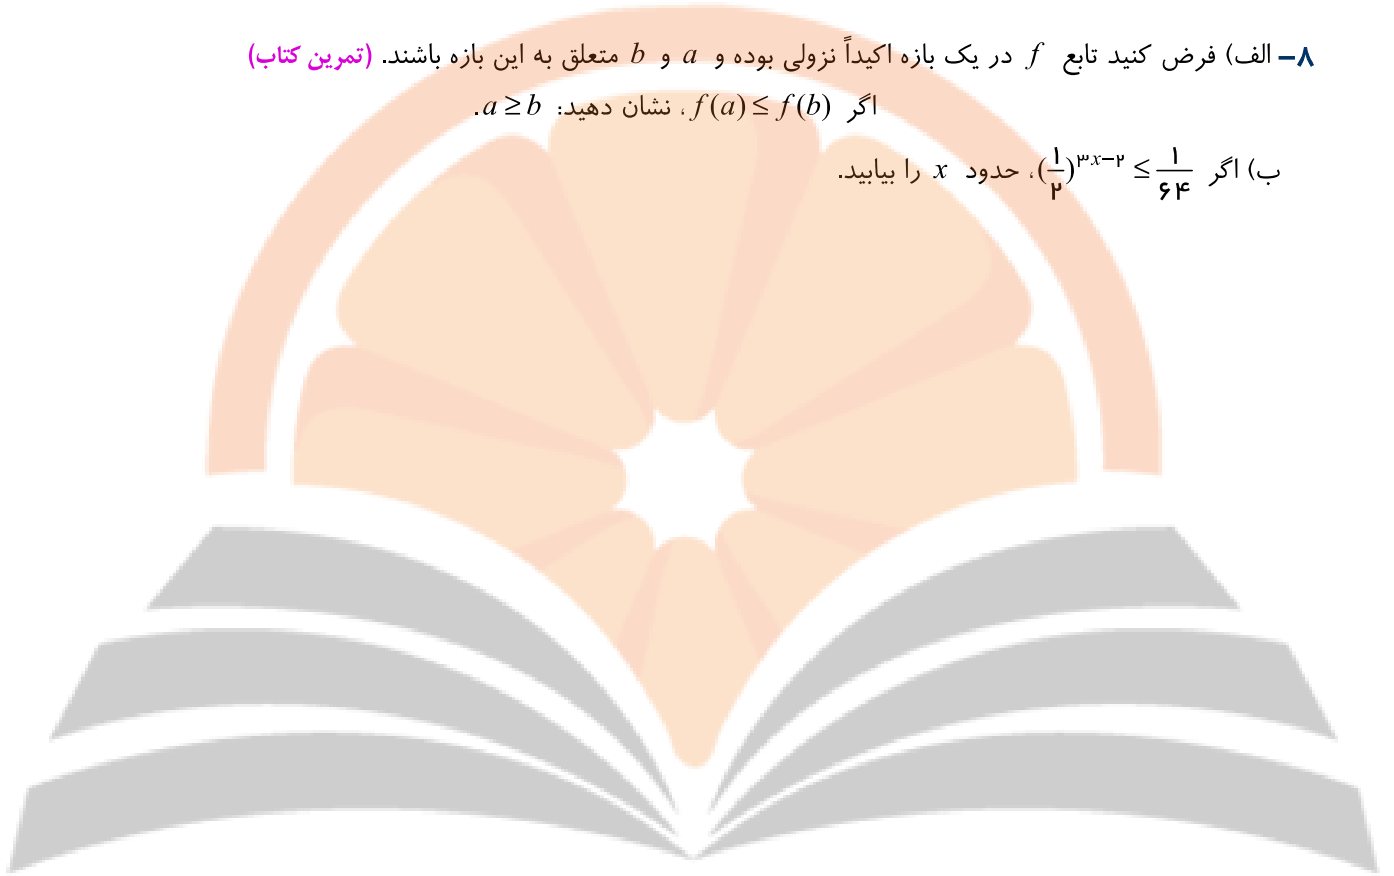 ۸– الف) فرض کنید تابع f در یک بازه اکیداً نزولی بوده و a و b متعلق به این بازه باشند. (تمرین کتاب)
اگر f(a) ≤ f(b)، نشان دهید: a ≥ b.
ب) اگر (۱/۲)^(۳x−۲) ≤ ۱/۶۴، حدود x را بیابید.